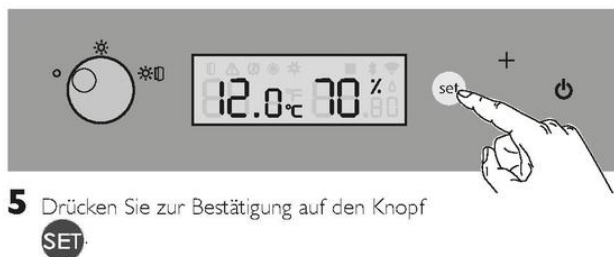 12.0°C 70%
set
5 Drücken Sie zur Bestätigung auf den Knopf
SET.